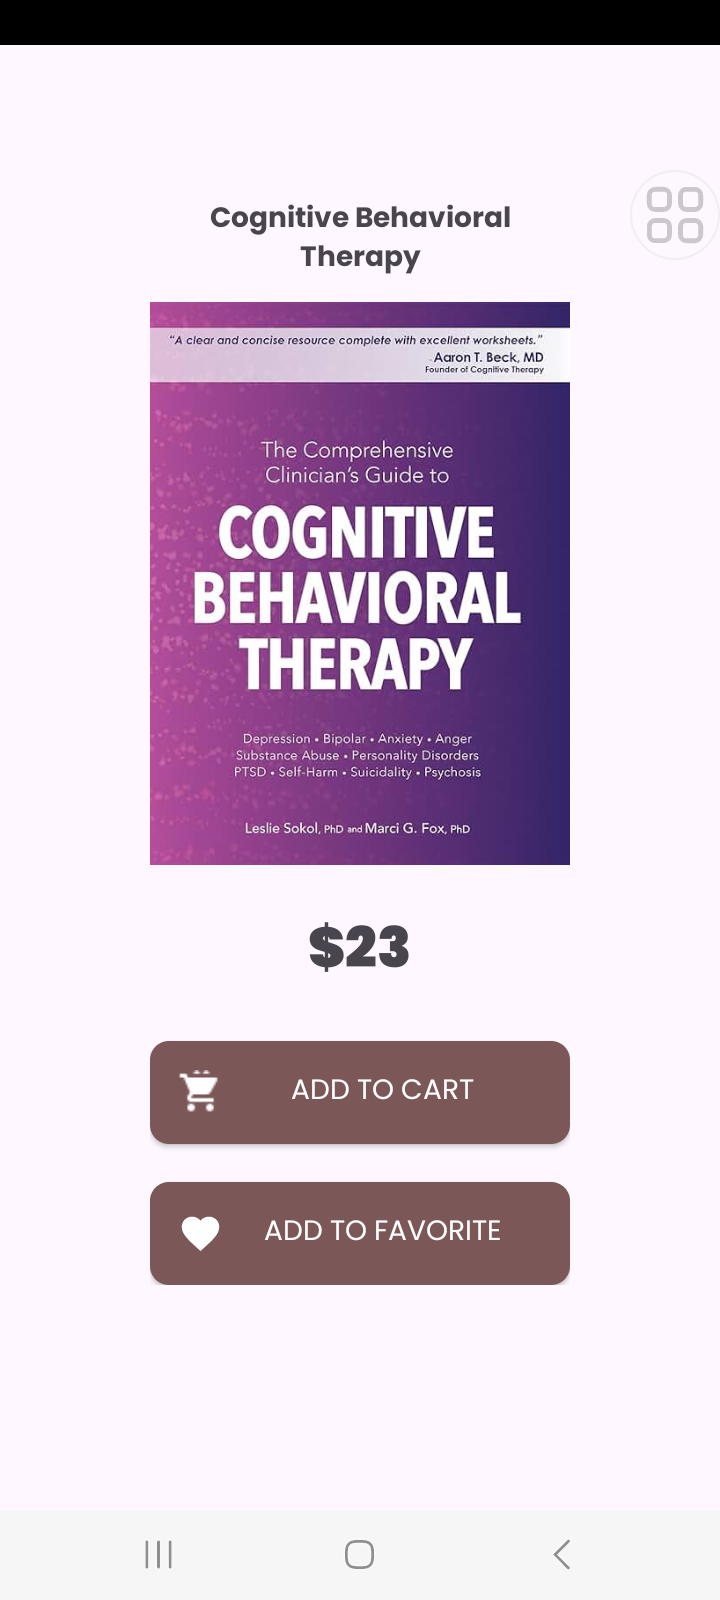 Cognitive Behavioral
Therapy
“A clear and concise resource complete with excellent worksheets.”
- Aaron T. Beck, MD
Founder of Cognitive Therapy
The Comprehensive
Clinician’s Guide to
COGNITIVE
BEHAVIORAL
THERAPY
Depression • Bipolar • Anxiety • Anger
Substance Abuse • Personality Disorders
PTSD • Self-Harm • Suicidality • Psychosis
Leslie Sokol, PhD and Marci G. Fox, PhD
$23
ADD TO CART
ADD TO FAVORITE